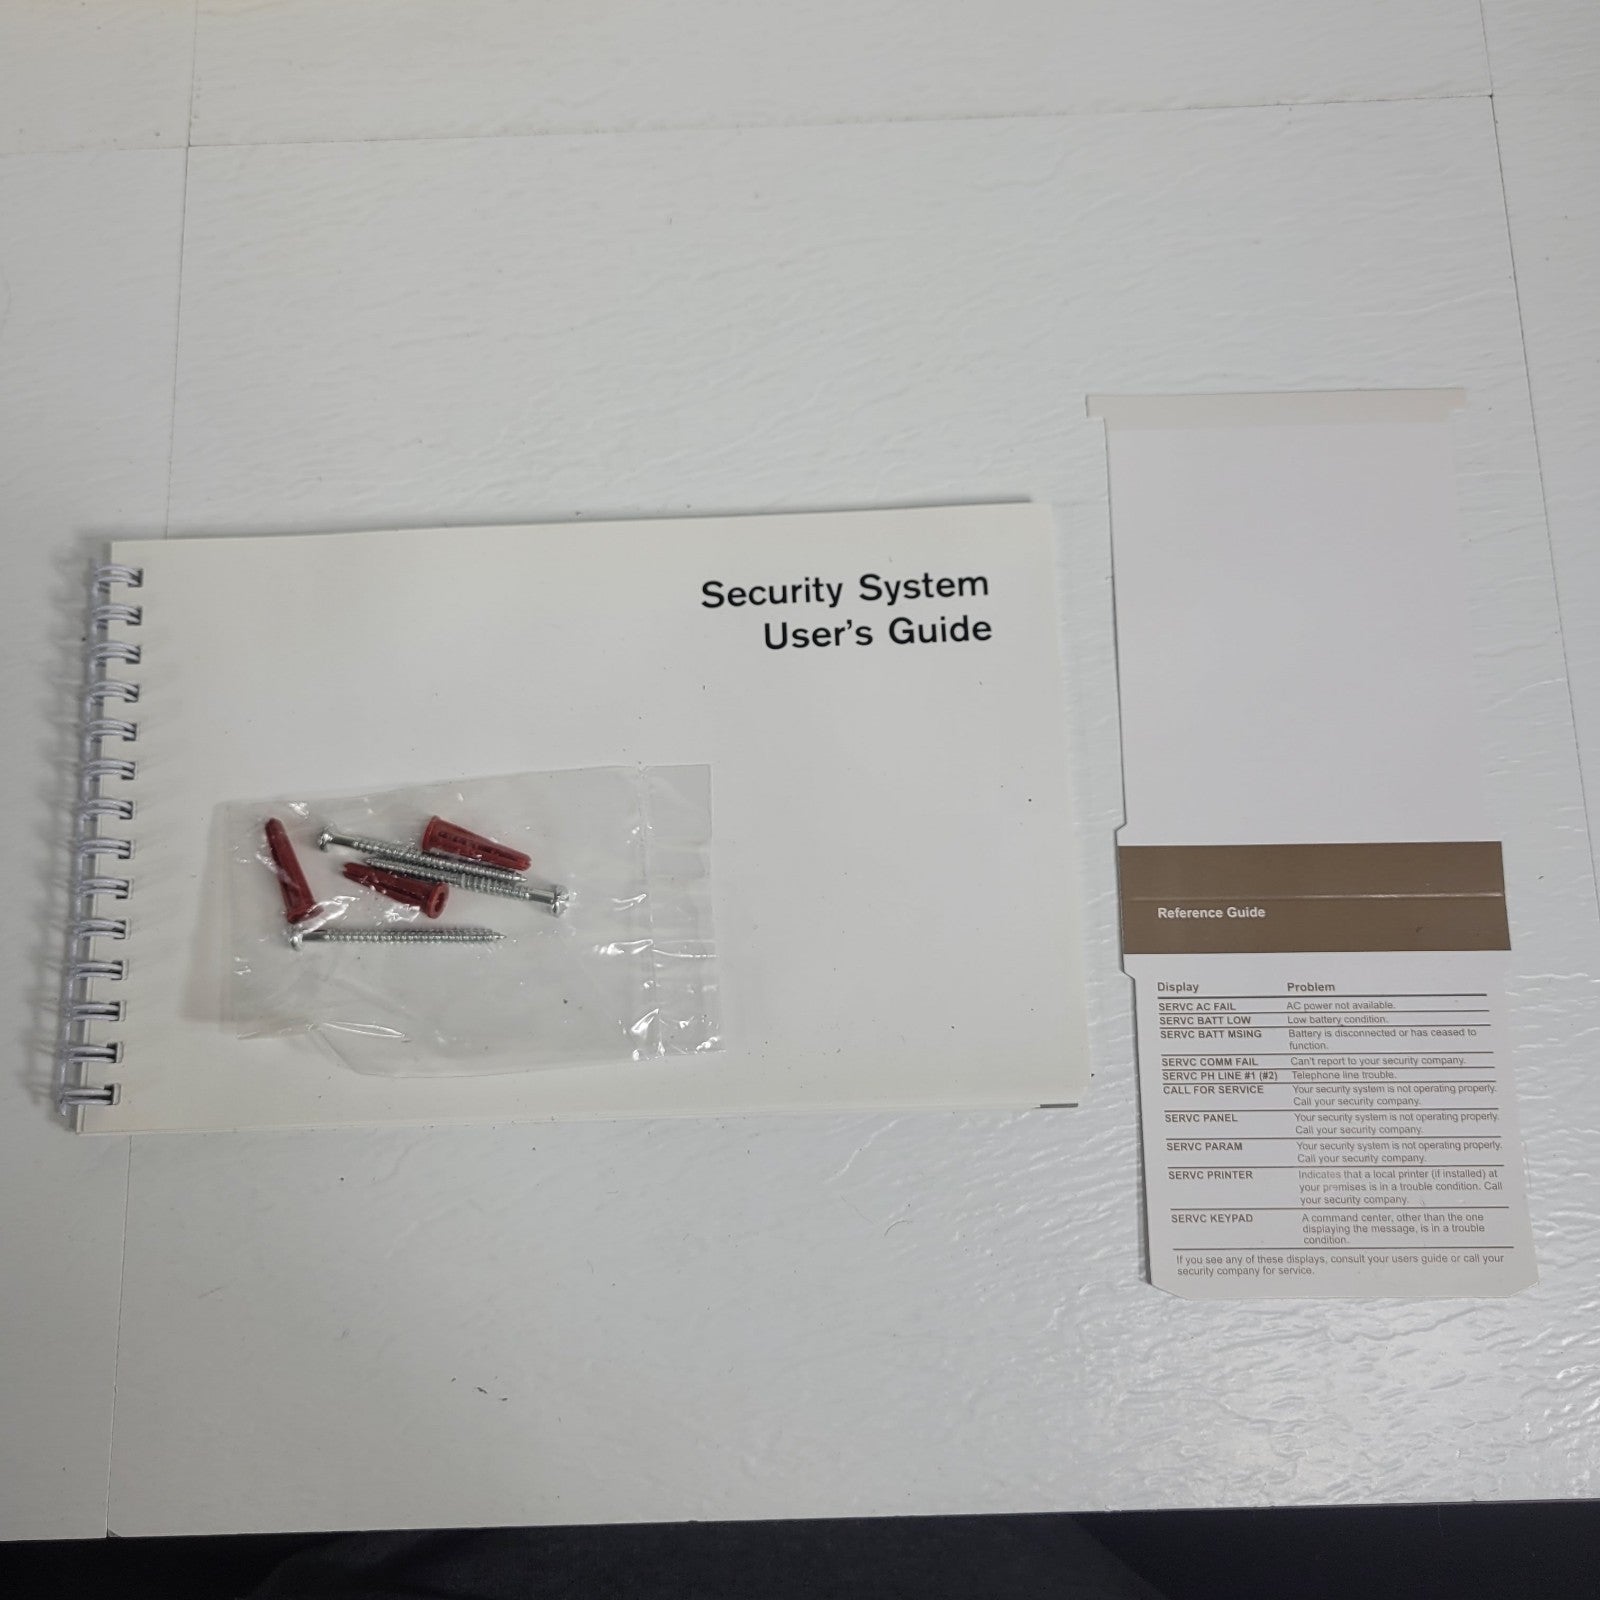 Security System
User's Guide
Reference Guide
Display Problem
SERVC AC FAIL AC power not available.
SERVC BATT LOW Low battery condition.
SERVC BATT MSING Battery is disconnected or has ceased to
function.
SERVC COMM FAIL Can't report to your security company.
SERVC PH LINE #1 (#2) Telephone line trouble.
CALL FOR SERVICE Your security system is not operating properly.
Call your security company.
SERVC PANEL Your security system is not operating properly.
Call your security company.
SERVC PARAM Your security system is not operating properly.
Call your security company.
SERVC PRINTER Indicates that a local printer (if installed) at
your premises is in a trouble condition. Call
your security company.
SERVC KEYPAD A command center, other than the one
displaying the message, is in a trouble
condition.
If you see any of these displays, consult your users guide or call your
security company for service.